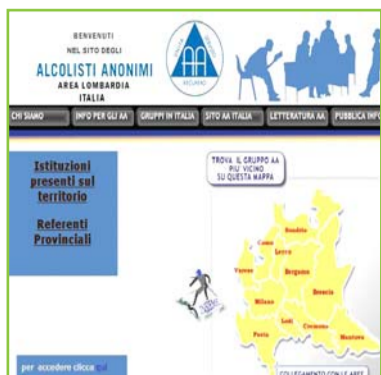 BENVENUTI
NEL SITO DEGLI
ALCOLISTI ANONIMI
AREA LOMBARDIA
ITALIA
AA
CHI SIAMO
INFO PER GLI AA
GRUPPI IN ITALIA
SITO AA ITALIA
LETTERATURA AA
PUBBLICA INFO
Istituzioni
presenti sul
territorio
Referenti
Provinciali
TROVA IL GRUPPO AA
PIU' VICINO
SU QUESTA MAPPA
Sondrio
Como
Lecco
Varese
Bergamo
Brescia
Milano
Lodi
Cremona
Pavia
Mantova
per accedere clicca qui
COLLEGAMENTO CON LE AREE